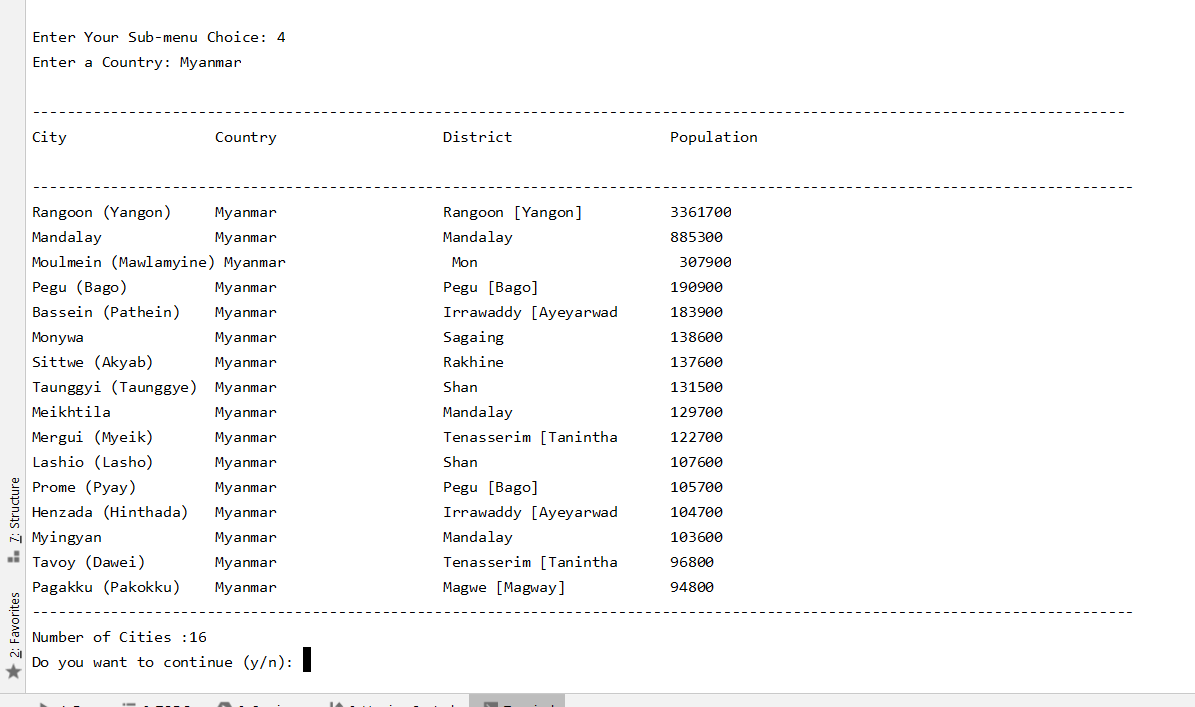 Enter Your Sub-menu Choice: 4
Enter a Country: Myanmar
-----------------------------------------------------------------------------------------------------------------------------
City Country District Population
------------------------------------------------------------------------------------------------------------------------------
Rangoon (Yangon) Myanmar Rangoon [Yangon] 3361700
Mandalay Myanmar Mandalay 885300
Moulmein (Mawlamyine) Myanmar Mon 307900
Pegu (Bago) Myanmar Pegu [Bago] 190900
Bassein (Pathein) Myanmar Irrawaddy [Ayeyarwad 183900
Monywa Myanmar Sagaing 138600
Sittwe (Akyab) Myanmar Rakhine 137600
Taunggyi (Taunggye) Myanmar Shan 131500
Meikhtila Myanmar Mandalay 129700
Mergui (Myeik) Myanmar Tenasserim [Tanintha 122700
Lashio (Lasho) Myanmar Shan 107600
Prome (Pyay) Myanmar Pegu [Bago] 105700
Henzada (Hinthada) Myanmar Irrawaddy [Ayeyarwad 104700
Myingyan Myanmar Mandalay 103600
Tavoy (Dawei) Myanmar Tenasserim [Tanintha 96800
Pagakku (Pakokku) Myanmar Magwe [Magway] 94800
------------------------------------------------------------------------------------------------------------------------------
Number of Cities :16
Do you want to continue (y/n):
7: Structure
2: Favorites